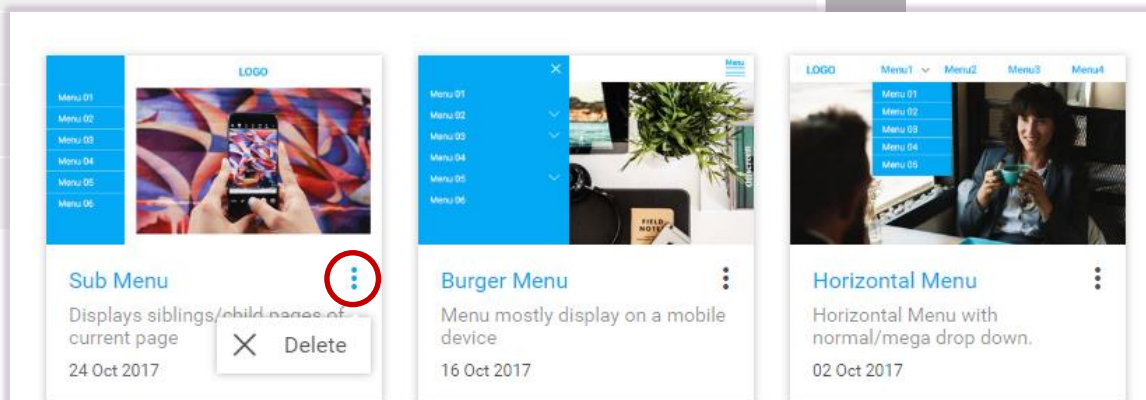 LOGO
Menu 01
Menu 02
Menu 03
Menu 04
Menu 05
Menu 06
Sub Menu
Displays siblings/child pages of
current page
Delete
24 Oct 2017
Menu
Menu 01
Menu 02
Menu 03
Menu 04
Menu 05
Menu 06
FIELD
NOTES
Burger Menu
Menu mostly display on a mobile
device
16 Oct 2017
LOGO Menu1 Menu2 Menu3 Menu4
Menu 01
Menu 02
Menu 03
Menu 04
Menu 05
Horizontal Menu
Horizontal Menu with
normal/mega drop down.
02 Oct 2017